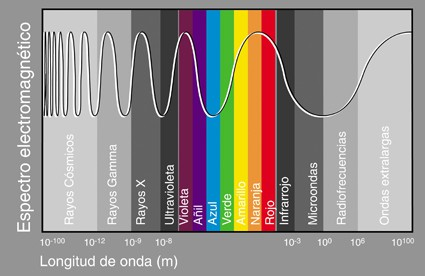 Espectro electromagnético
Rayos Cósmicos
Rayos Gamma
Rayos X
Ultravioleta
Violeta
Añil
Azul
Verde
Amarillo
Naranja
Rojo
Infrarrojo
Microondas
Radiofrecuencias
Ondas extralargas
10-100 10-12 10-9 10-8 10-3 100 106 10100
Longitud de onda (m)